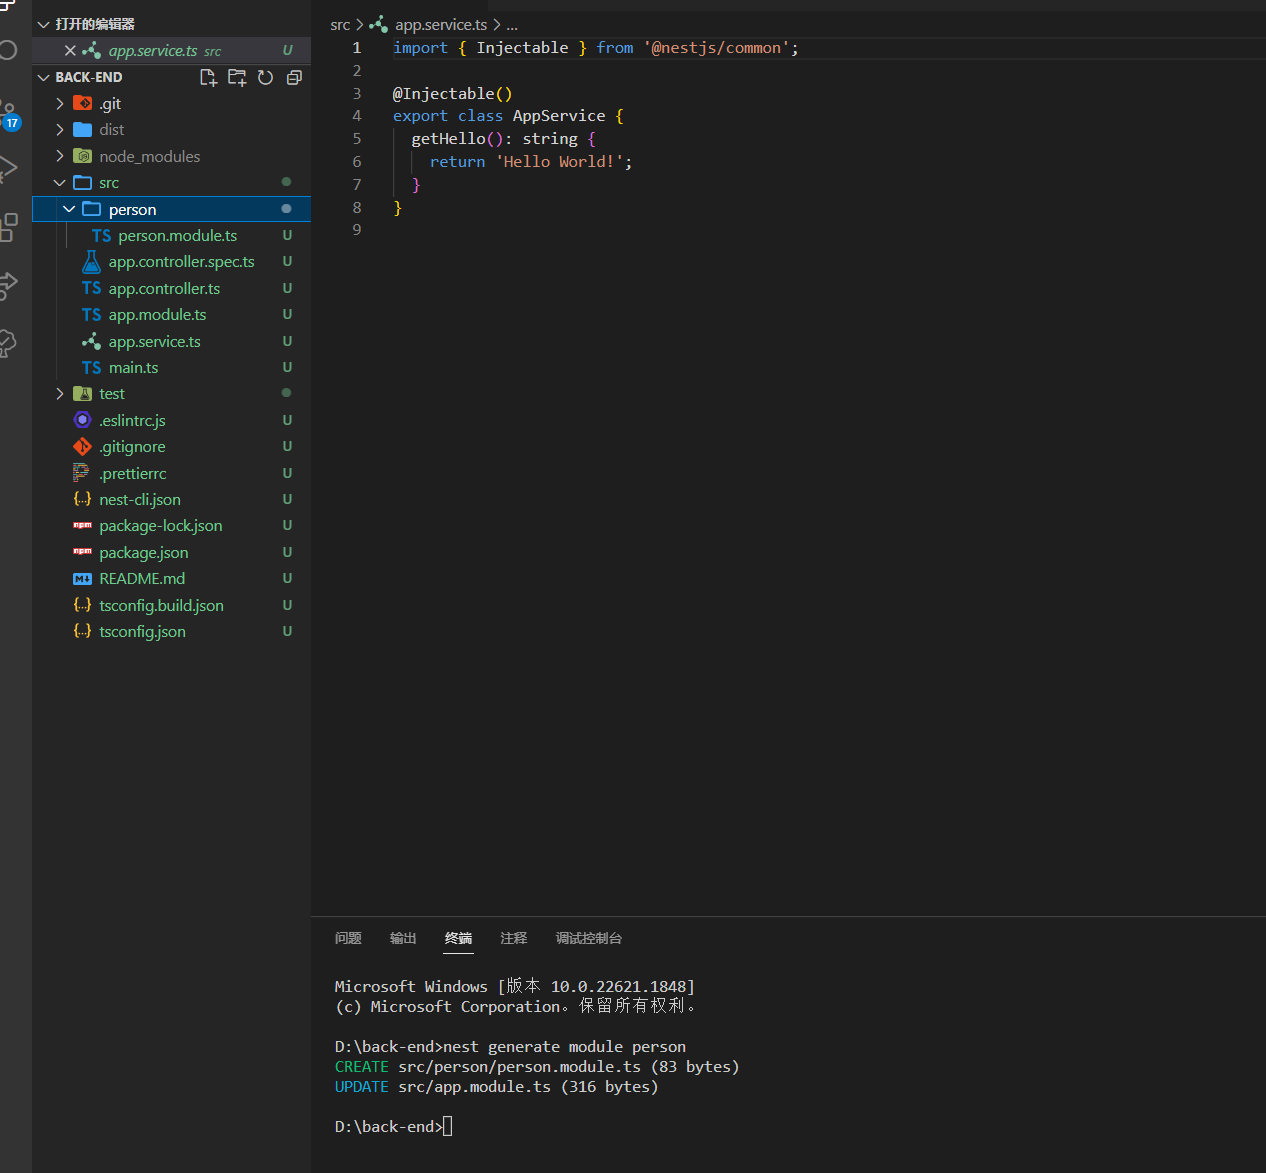 打开的编辑器
app.service.ts src U
BACK-END
17
.git
dist
node_modules
src
person
TS person.module.ts U
app.controller.spec.ts U
TS app.controller.ts U
TS app.module.ts U
app.service.ts U
TS main.ts U
test
.eslintrc.js U
.gitignore U
.prettierrc U
{..} nest-cli.json U
npm package-lock.json U
npm package.json U
M↓ README.md U
{..} tsconfig.build.json U
{..} tsconfig.json U
src > app.service.ts > ...
1 import { Injectable } from '@nestjs/common';
2
3 @Injectable()
4 export class AppService {
5 getHello(): string {
6 return 'Hello World!';
7 }
8 }
9
问题 输出 终端 注释 调试控制台
Microsoft Windows [版本 10.0.22621.1848]
(c) Microsoft Corporation。保留所有权利。
D:\back-end>nest generate module person
CREATE src/person/person.module.ts (83 bytes)
UPDATE src/app.module.ts (316 bytes)
D:\back-end>